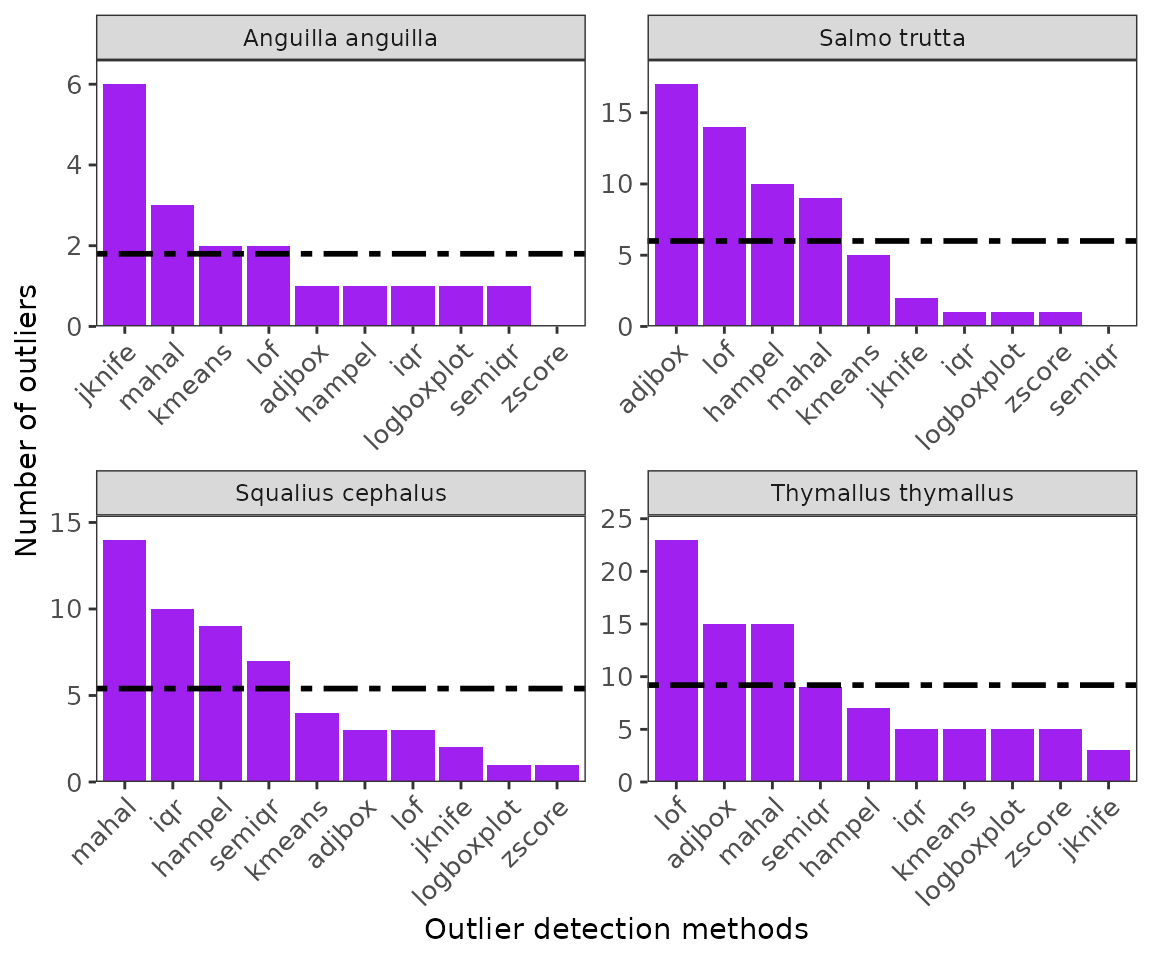 Number of outliers
Anguilla anguilla
6
4
2
0
jknife
mahal
kmeans
lof
adjbox
hampel
iqr
logboxplot
semiqr
zscore
Salmo trutta
15
10
5
0
adjbox
lof
hampel
mahal
kmeans
jknife
iqr
logboxplot
zscore
semiqr
Squalius cephalus
15
10
5
0
mahal
iqr
hampel
semiqr
kmeans
adjbox
lof
jknife
logboxplot
zscore
Thymallus thymallus
25
20
15
10
5
0
lof
adjbox
mahal
semiqr
hampel
iqr
kmeans
logboxplot
zscore
jknife
Outlier detection methods